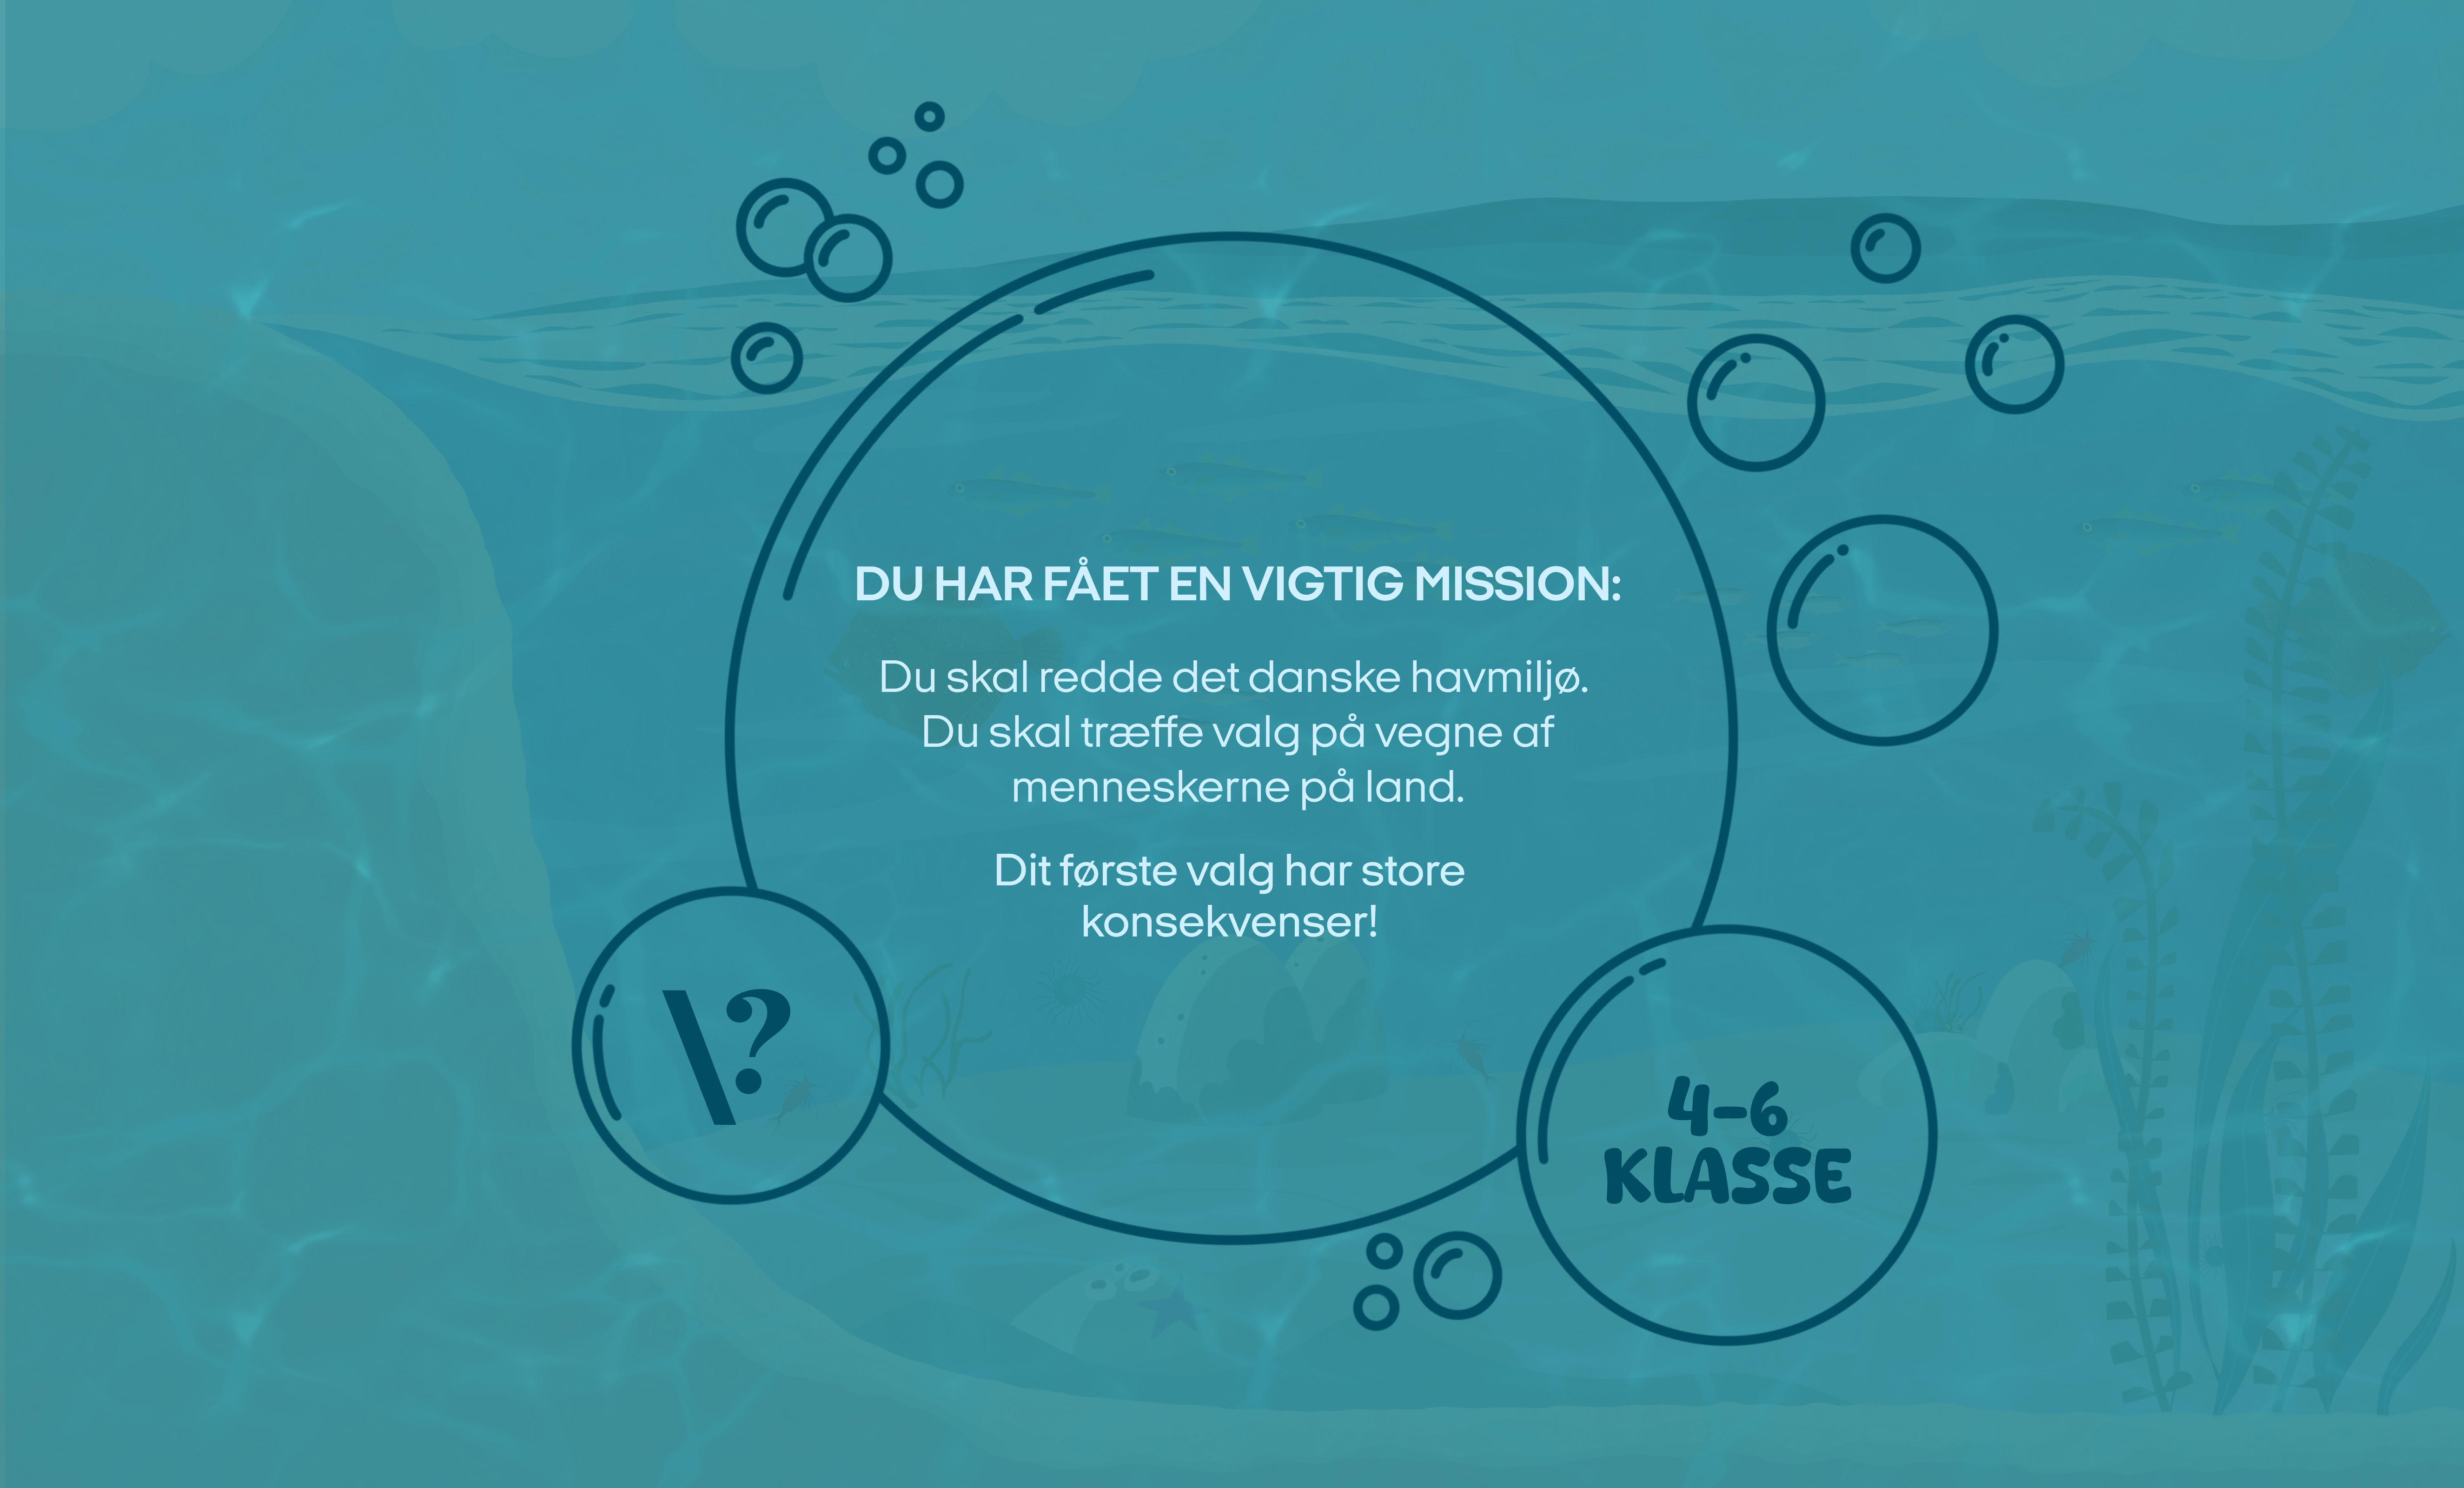 DU HAR FÅET EN VIGTIG MISSION:
Du skal redde det danske havmiljø.
Du skal træffe valg på vegne af
menneskerne på land.
Dit første valg har store
konsekvenser!
\?
4-6
KLASSE